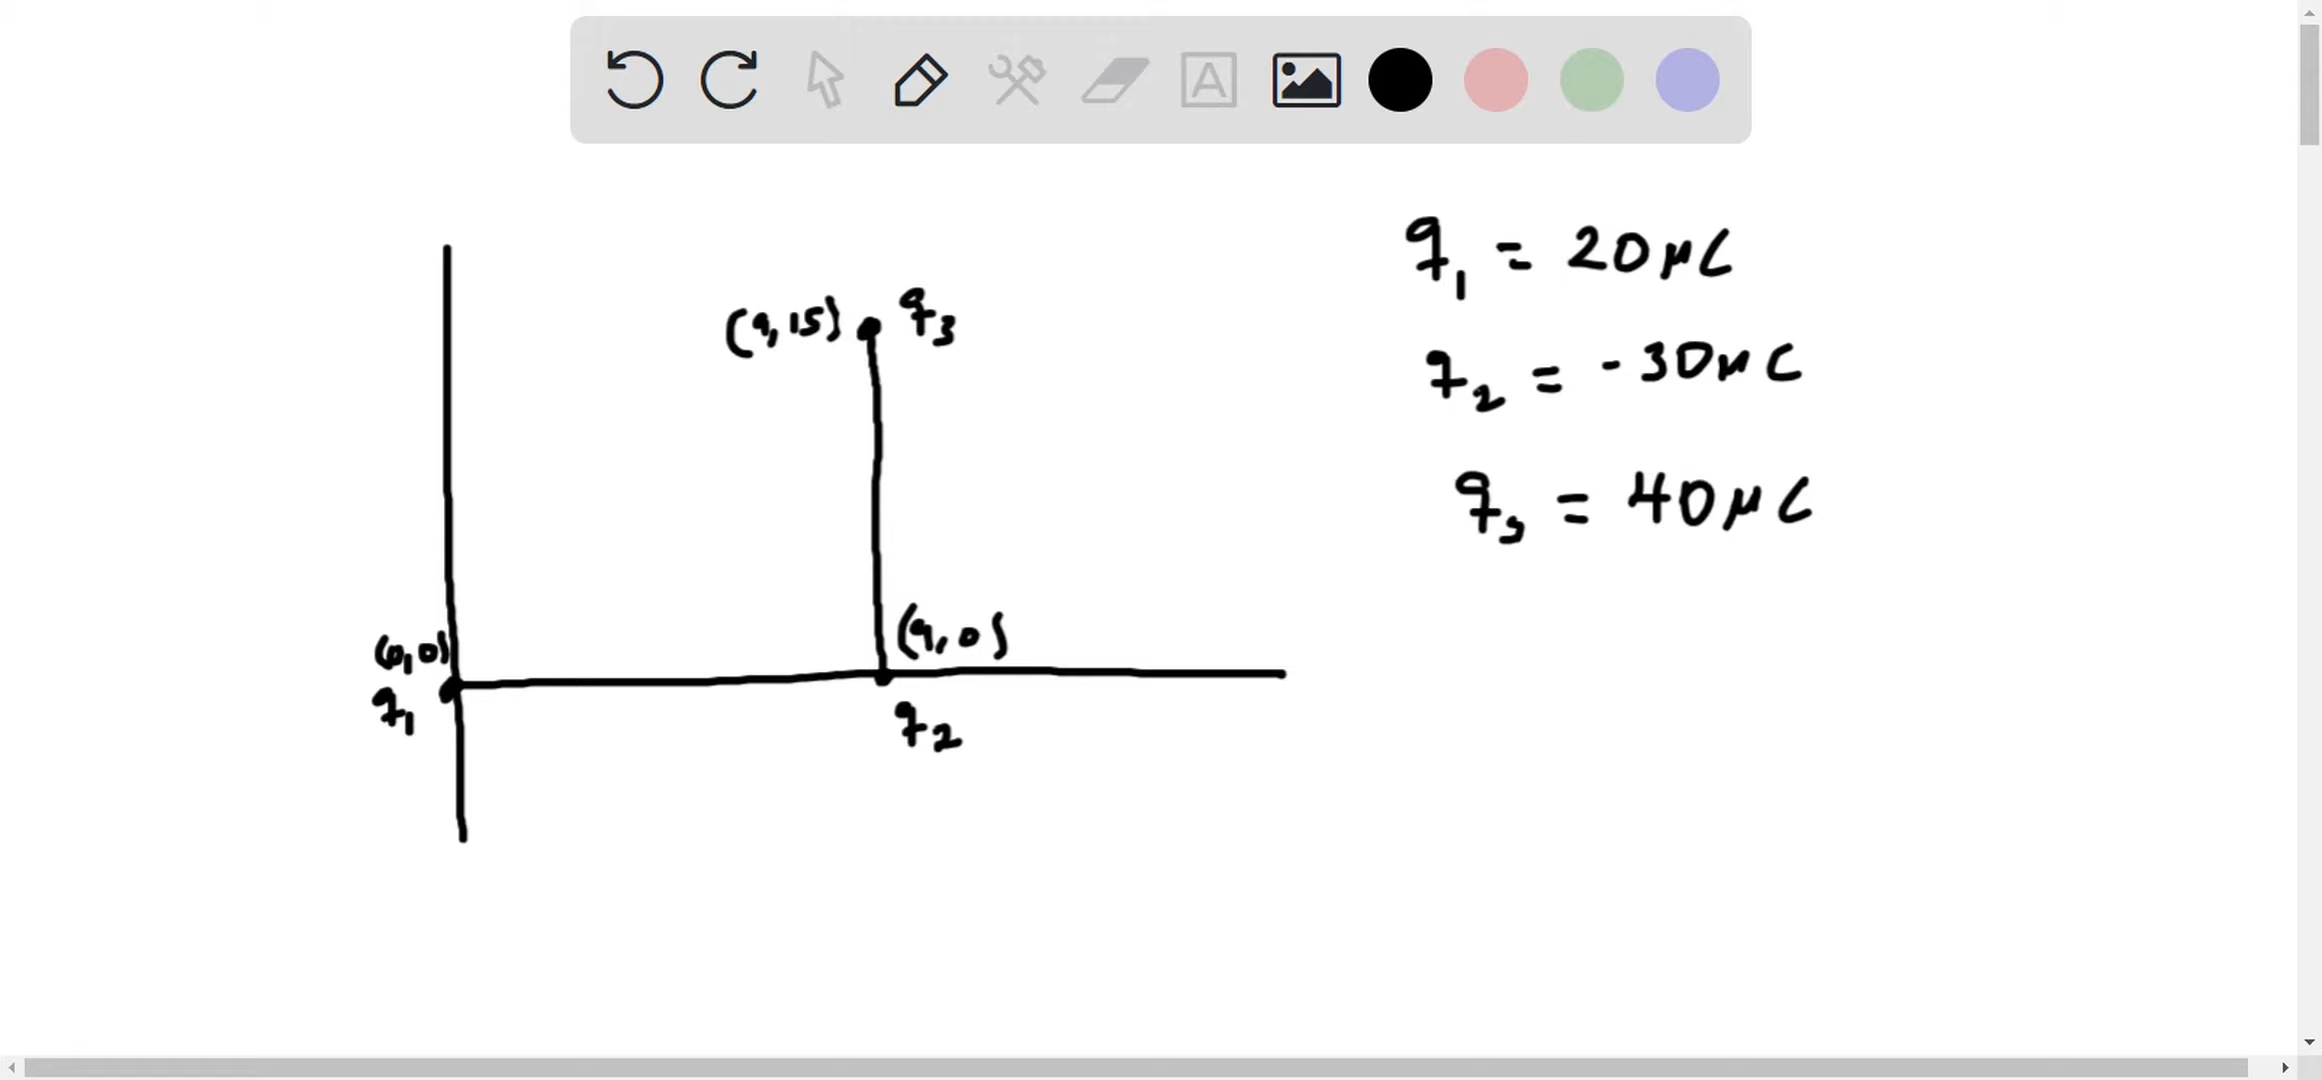 A
q1 = 20μC
(9,15) q3
q2 = -30μC
q3 = 40μC
(0,0)
(9,0)
q1
q2